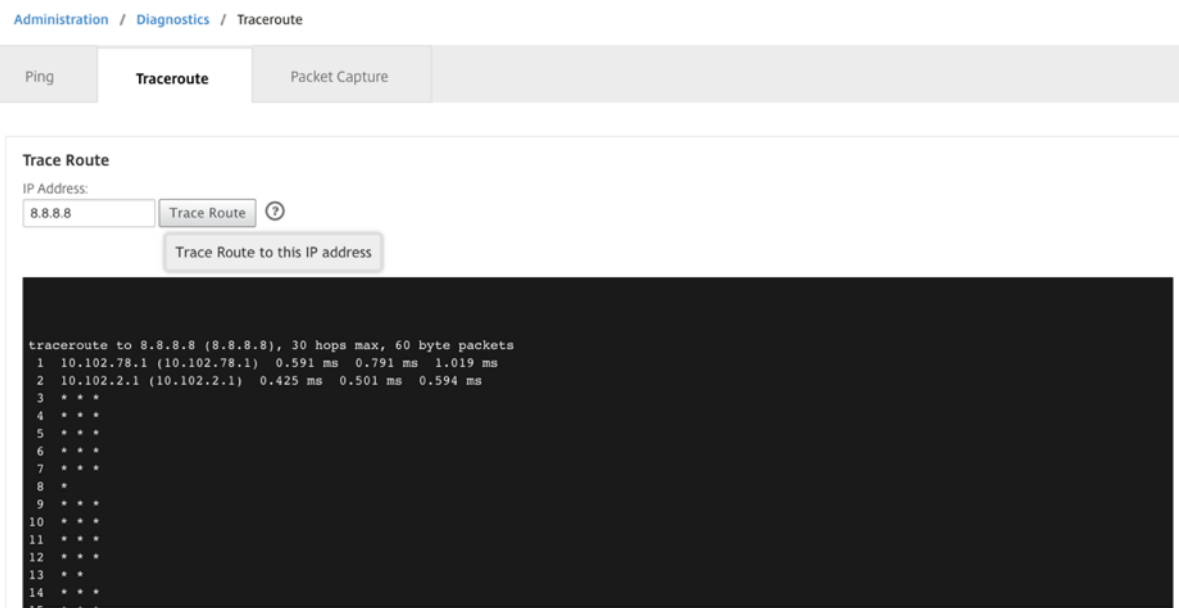 Administration / Diagnostics / Traceroute
Ping Traceroute Packet Capture
Trace Route
IP Address:
8.8.8.8 Trace Route ?
Trace Route to this IP address
traceroute to 8.8.8.8 (8.8.8.8), 30 hops max, 60 byte packets
1 10.102.78.1 (10.102.78.1) 0.591 ms 0.791 ms 1.019 ms
2 10.102.2.1 (10.102.2.1) 0.425 ms 0.501 ms 0.594 ms
3 * * *
4 * * *
5 * * *
6 * * *
7 * * *
8 *
9 * * *
10 * * *
11 * * *
12 * * *
13 * *
14 * * *
15 * * *